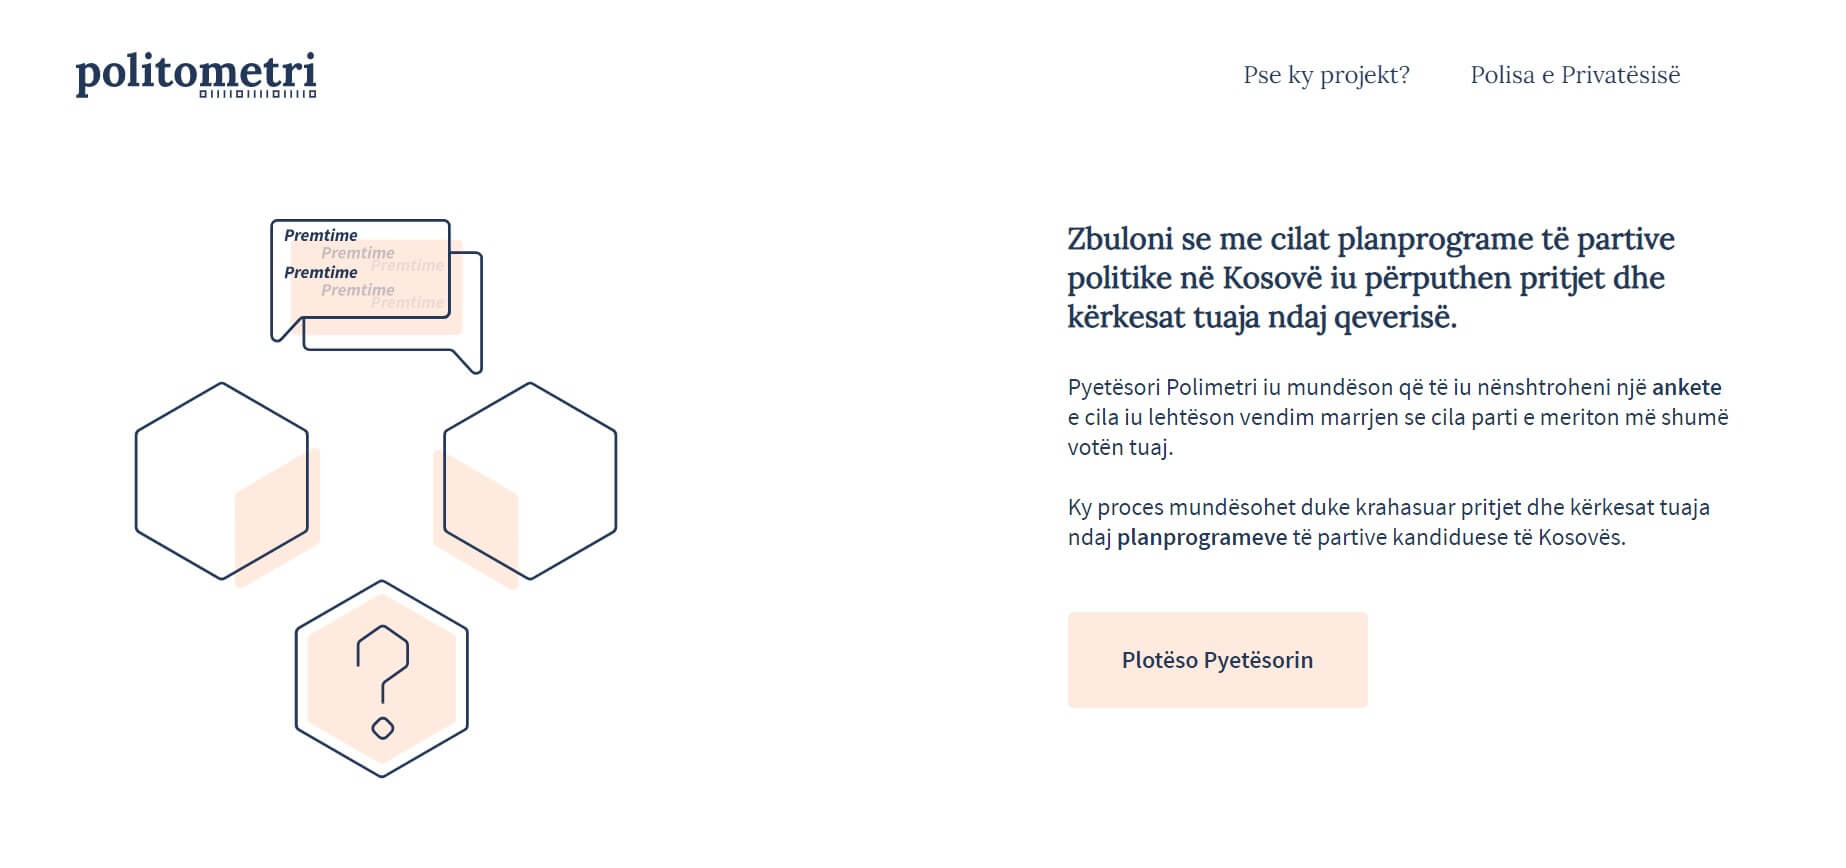 politometri
Pse ky projekt?
Polisa e Privatësisë
Premtime
Premtime
Premtime
Premtime
Premtime
Premtime
Zbuloni se me cilat planprograme të partive
politike në Kosovë iu përputhen pritjet dhe
kërkesat tuaja ndaj qeverisë.
Pyetësori Polimetri iu mundëson që të iu nënshtroheni një ankete
e cila iu lehtëson vendim marrjen se cila parti e meriton më shumë
votën tuaj.
Ky proces mundësohet duke krahasuar pritjet dhe kërkesat tuaja
ndaj planprogrameve të partive kandiduese të Kosovës.
Plotëso Pyetësorin